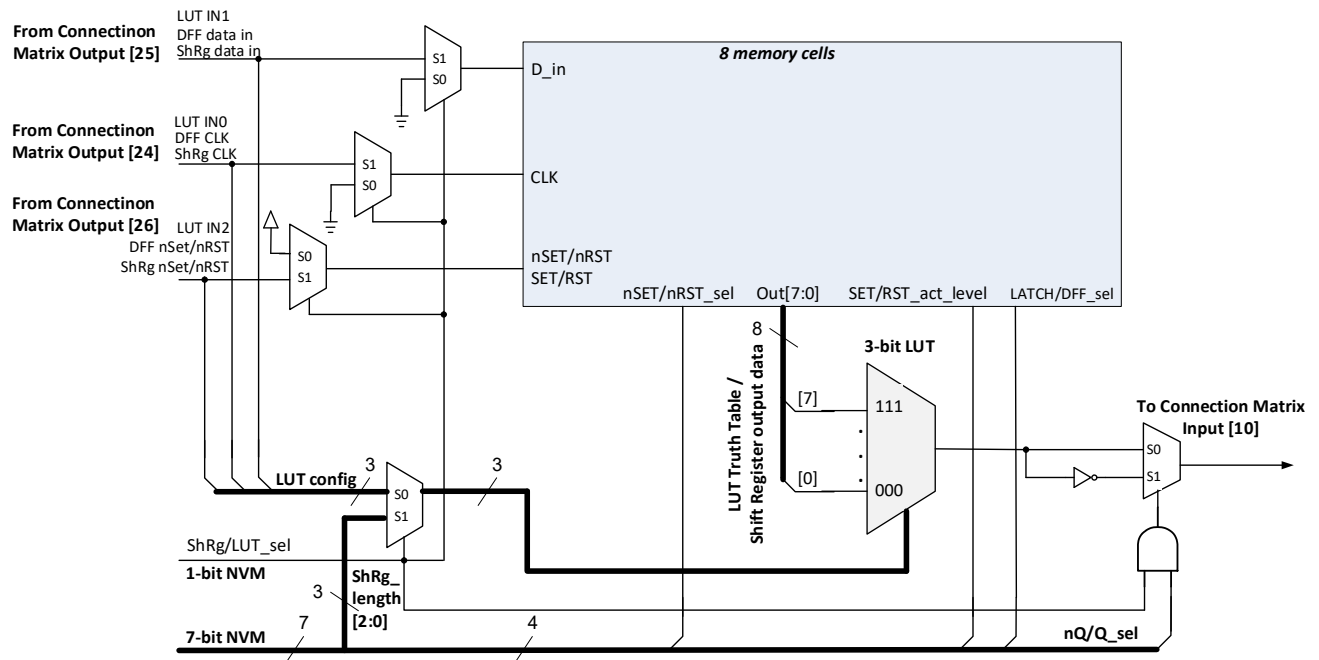 From Connectinon
Matrix Output [25]
LUT IN1
DFF data in
ShRg data in
S1
S0
8 memory cells
D_in
From Connectinon
Matrix Output [24]
LUT IN0
DFF CLK
ShRg CLK
S1
S0
CLK
From Connectinon
Matrix Output [26]
LUT IN2
DFF nSet/nRST
ShRg nSet/nRST
S0
S1
nSET/nRST
SET/RST
nSET/nRST_sel
Out[7:0]
SET/RST_act_level
LATCH/DFF_sel
8
LUT Truth Table /
Shift Register output data
3-bit LUT
[7]
111
[0]
000
To Connection Matrix
Input [10]
S0
S1
LUT config
3
3
S0
S1
ShRg/LUT_sel
1-bit NVM
ShRg_
length
[2:0]
3
7-bit NVM
7
4
nQ/Q_sel